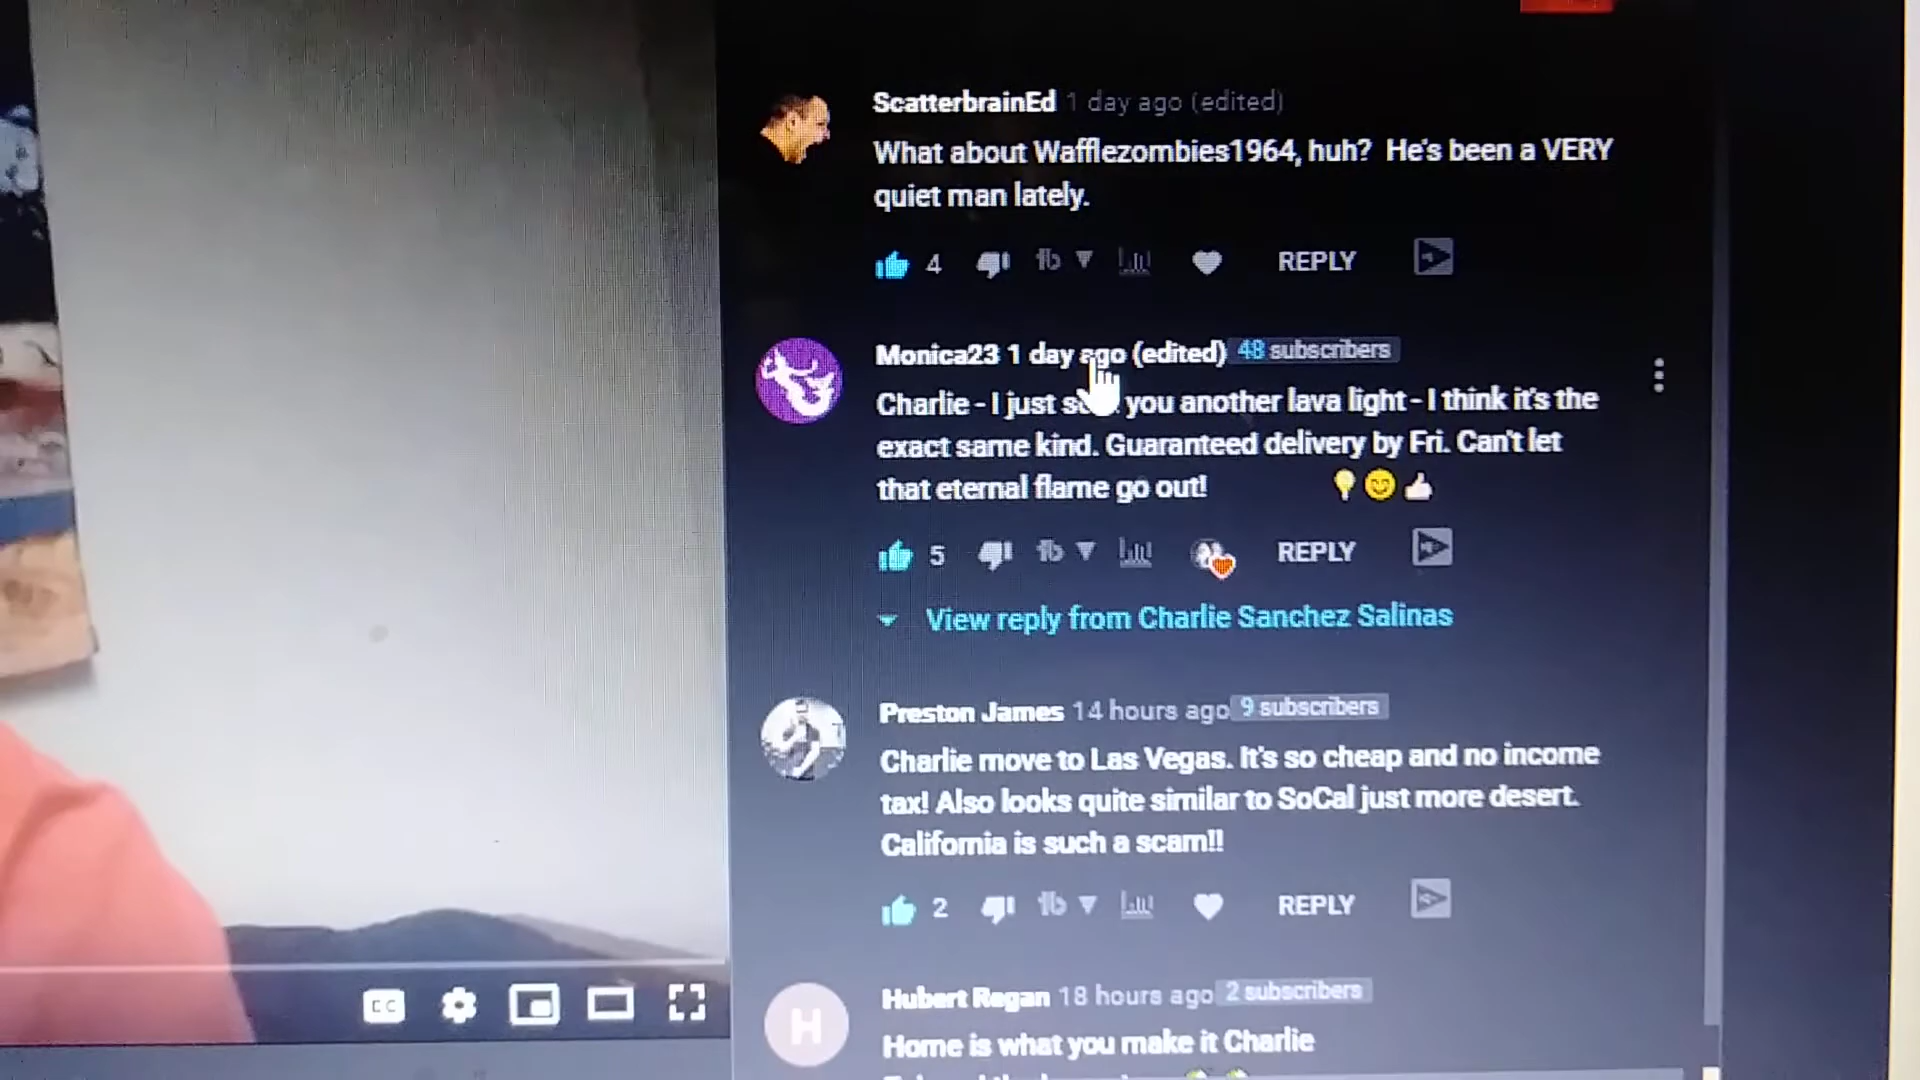 ScatterbrainEd 1 day ago (edited)
What about Wafflezombies1964, huh? He's been a VERY
quiet man lately.
4 REPLY
Monica23 1 day ago (edited) 48 subscribers
Charlie - I just you another lava light - I think it's the
exact same kind. Guaranteed delivery by Fri. Can't let
that eternal flame go out!
5 REPLY
View reply from Charlie Sanchez Salinas
Preston James 14 hours ago 9 subscribers
Charlie move to Las Vegas. It's so cheap and no income
tax! Also looks quite similar to SoCal just more desert.
California is such a scam!!
2 REPLY
H
Hubert Regan 18 hours ago 2 subscribers
Home is what you make it Charlie
CC